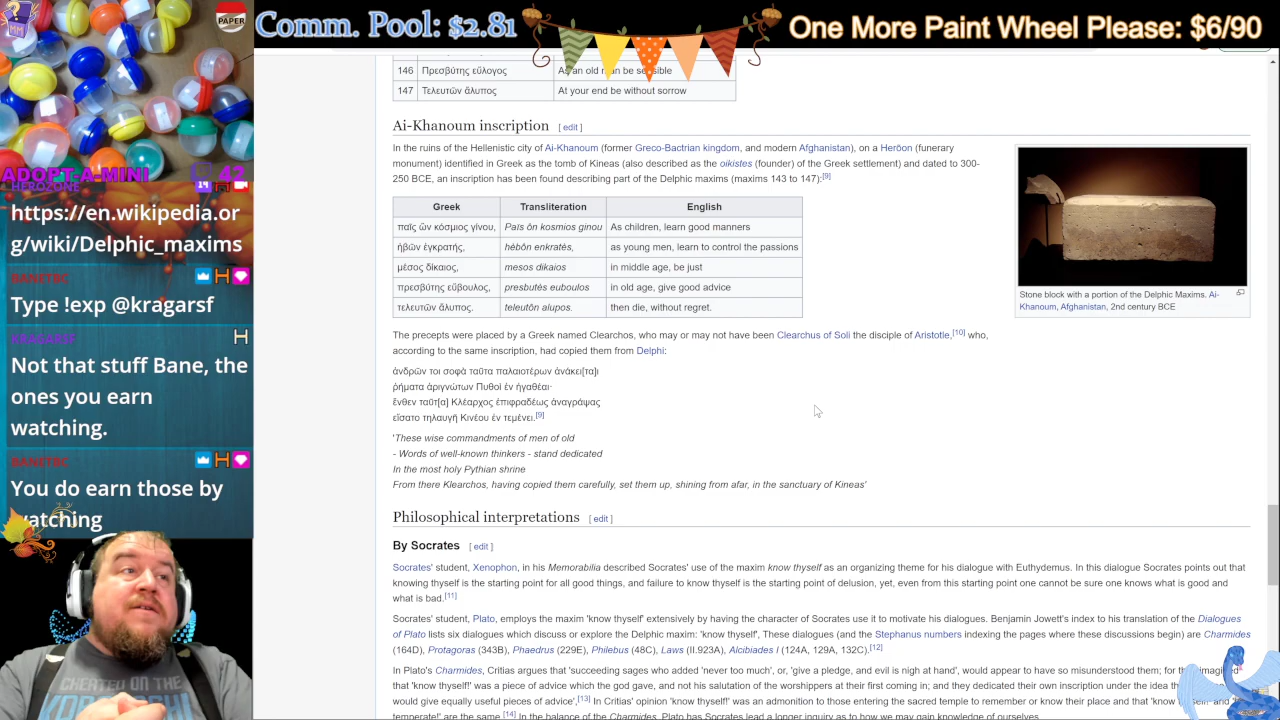 PAPER
Comm. Pool: $2.81
One More Paint Wheel Please: $6/90
MM
ADOPT-A-MINI
42
HEROZONE
https://en.wikipedia.or
g/wiki/Delphic_maxims
BANETBC
Type !exp @kragarsf
KRAGARSF
Not that stuff Bane, the
ones you earn
watching.
BANETBC
You do earn those by
watching
146 Πρεσβύτης εὔλογος As an old man be sensible
147 Τελευτῶν ἄλυπος At your end be without sorrow
Ai-Khanoum inscription [ edit ]
In the ruins of the Hellenistic city of Ai-Khanoum (former Greco-Bactrian kingdom, and modern Afghanistan), on a Herõon (funerary
monument) identified in Greek as the tomb of Kineas (also described as the oikistes (founder) of the Greek settlement) and dated to 300-
250 BCE, an inscription has been found describing part of the Delphic maxims (maxims 143 to 147):[9]
Greek Transliteration English
παῖς ὢν κόσμιος γίνου, Païs ôn kosmios ginou As children, learn good manners
ἡβῶν ἐγκρατής, hèbôn enkratès, as young men, learn to control the passions
μέσος δίκαιος, mesos dikaios in middle age, be just
πρεσβύτης εὔβουλος, presbutès euboulos in old age, give good advice
τελευτῶν ἄλυπος. teleutôn alupos. then die, without regret.
Stone block with a portion of the Delphic Maxims. Ai-
Khanoum, Afghanistan, 2nd century BCE
The precepts were placed by a Greek named Clearchos, who may or may not have been Clearchus of Soli the disciple of Aristotle,[10] who,
according to the same inscription, had copied them from Delphi:
ἀνδρῶν τοι σοφὰ ταῦτα παλαιοτέρων ἀνάκει[τα]ι
ῥήματα ἀριγνώτων Πυθοὶ ἐν ἠγαθέαι·
ἔνθεν ταῦτ[α] Κλέαρχος ἐπιφραδέως ἀναγράψας
εἵσατο τηλαυγῆ Κινέου ἐν τεμένει.[9]
'These wise commandments of men of old
- Words of well-known thinkers - stand dedicated
In the most holy Pythian shrine
From there Klearchos, having copied them carefully, set them up, shining from afar, in the sanctuary of Kineas'
Philosophical interpretations [ edit ]
By Socrates [ edit ]
Socrates' student, Xenophon, in his Memorabilia described Socrates' use of the maxim know thyself as an organizing theme for his dialogue with Euthydemus. In this dialogue Socrates points out that
knowing thyself is the starting point for all good things, and failure to know thyself is the starting point of delusion, yet, even from this starting point one cannot be sure one knows what is good and
what is bad.[11]
Socrates' student, Plato, employs the maxim 'know thyself' extensively by having the character of Socrates use it to motivate his dialogues. Benjamin Jowett's index to his translation of the Dialogues
of Plato lists six dialogues which discuss or explore the Delphic maxim: 'know thyself', These dialogues (and the Stephanus numbers indexing the pages where these discussions begin) are Charmides
(164D), Protagoras (343B), Phaedrus (229E), Philebus (48C), Laws (II.923A), Alcibiades I (124A, 129A, 132C).[12]
In Plato's Charmides, Critias argues that 'succeeding sages who added 'never too much', or, 'give a pledge, and evil is nigh at hand', would appear to have so misunderstood them; for they imagined
that 'know thyself!' was a piece of advice which the god gave, and not his salutation of the worshippers at their first coming in; and they dedicated their own inscription under the idea that
would give equally useful pieces of advice'.[13] In Critias' opinion 'know thyself!' was an admonition to those entering the sacred temple to remember or know their place and that 'know
temperate!' are the same.[14] In the balance of the Charmides, Plato has Socrates lead a longer inquiry as to how we may gain knowledge of ourselves
CHEATED ON THE